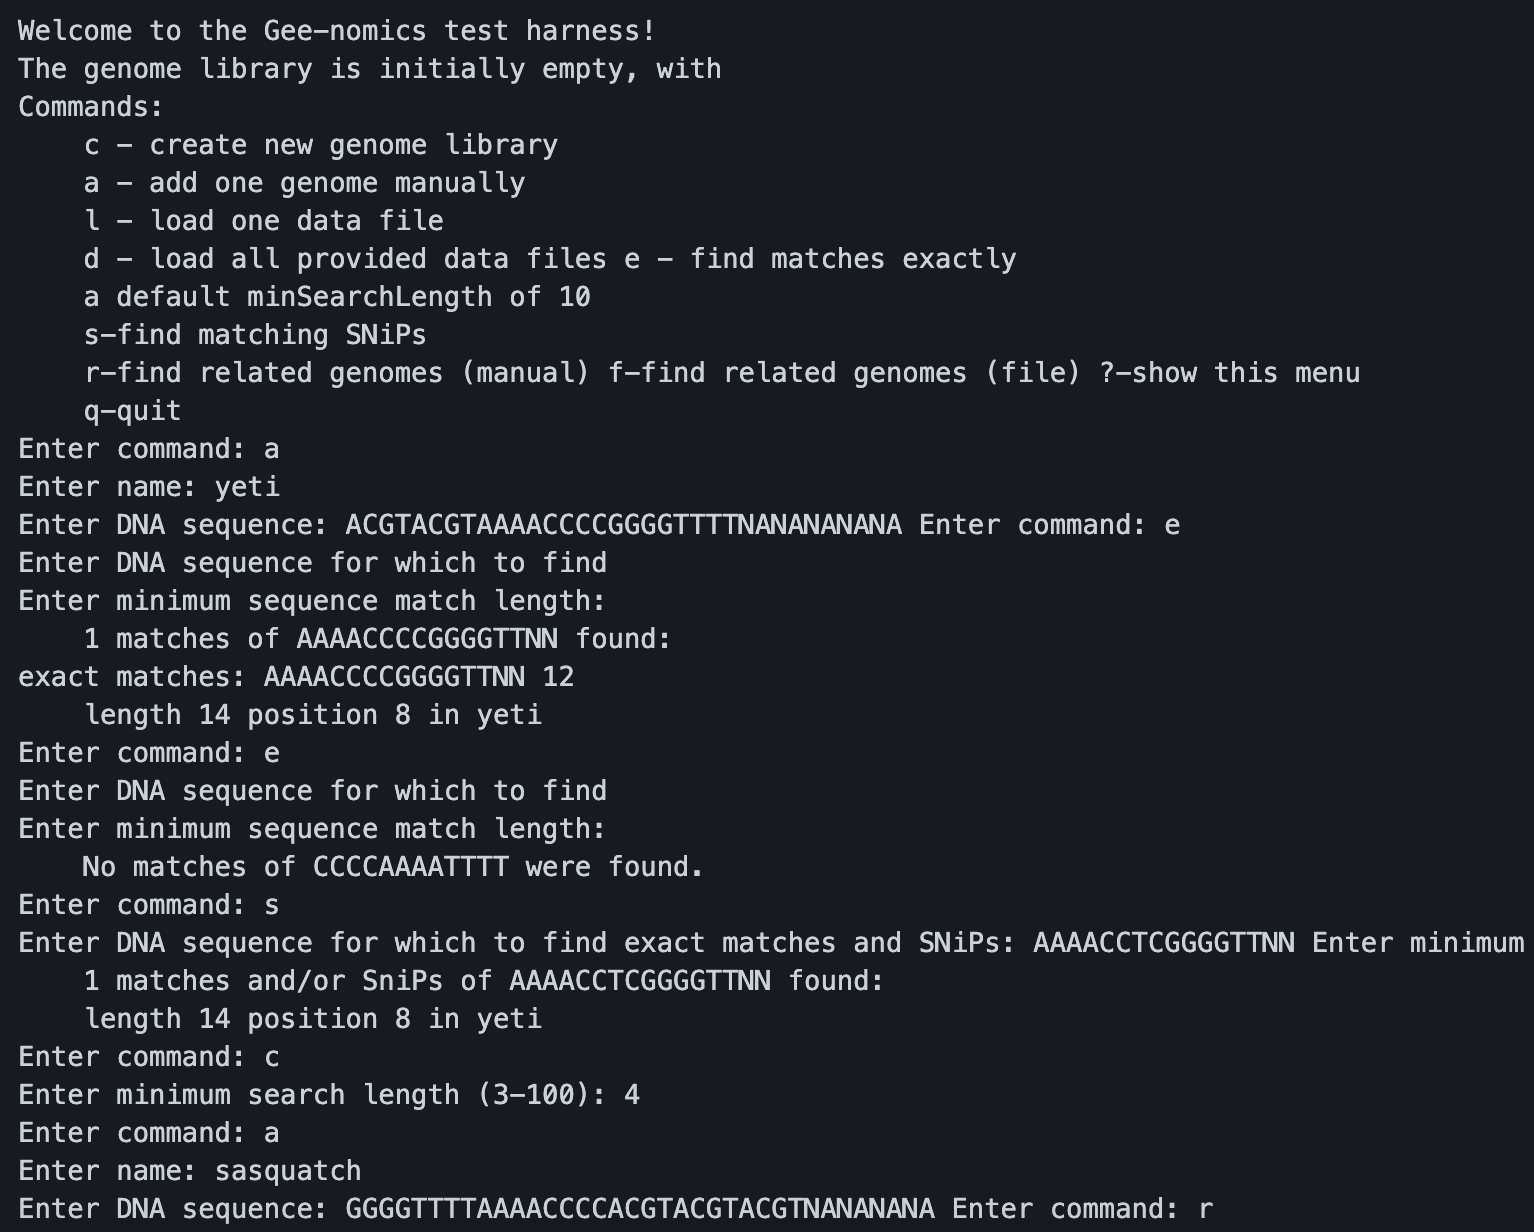 Welcome to the Gee-nomics test harness!
The genome library is initially empty, with
Commands:
c - create new genome library
a - add one genome manually
l - load one data file
d - load all provided data files e - find matches exactly
a default minSearchLength of 10
s-find matching SNiPs
r-find related genomes (manual) f-find related genomes (file) ?-show this menu
q-quit
Enter command: a
Enter name: yeti
Enter DNA sequence: ACGTACGTAAAACCCCGGGGTTTTNANANANANA Enter command: e
Enter DNA sequence for which to find
Enter minimum sequence match length:
1 matches of AAAACCCCGGGGTTNN found:
exact matches: AAAACCCCGGGGTTNN 12
length 14 position 8 in yeti
Enter command: e
Enter DNA sequence for which to find
Enter minimum sequence match length:
No matches of CCCCAAAATTTT were found.
Enter command: s
Enter DNA sequence for which to find exact matches and SNiPs: AAAACCTCGGGGTTNN Enter minimum
1 matches and/or SniPs of AAAACCTCGGGGTTNN found:
length 14 position 8 in yeti
Enter command: c
Enter minimum search length (3-100): 4
Enter command: a
Enter name: sasquatch
Enter DNA sequence: GGGGTTTTAAAACCCCACGTACGTACGTNANANANA Enter command: r